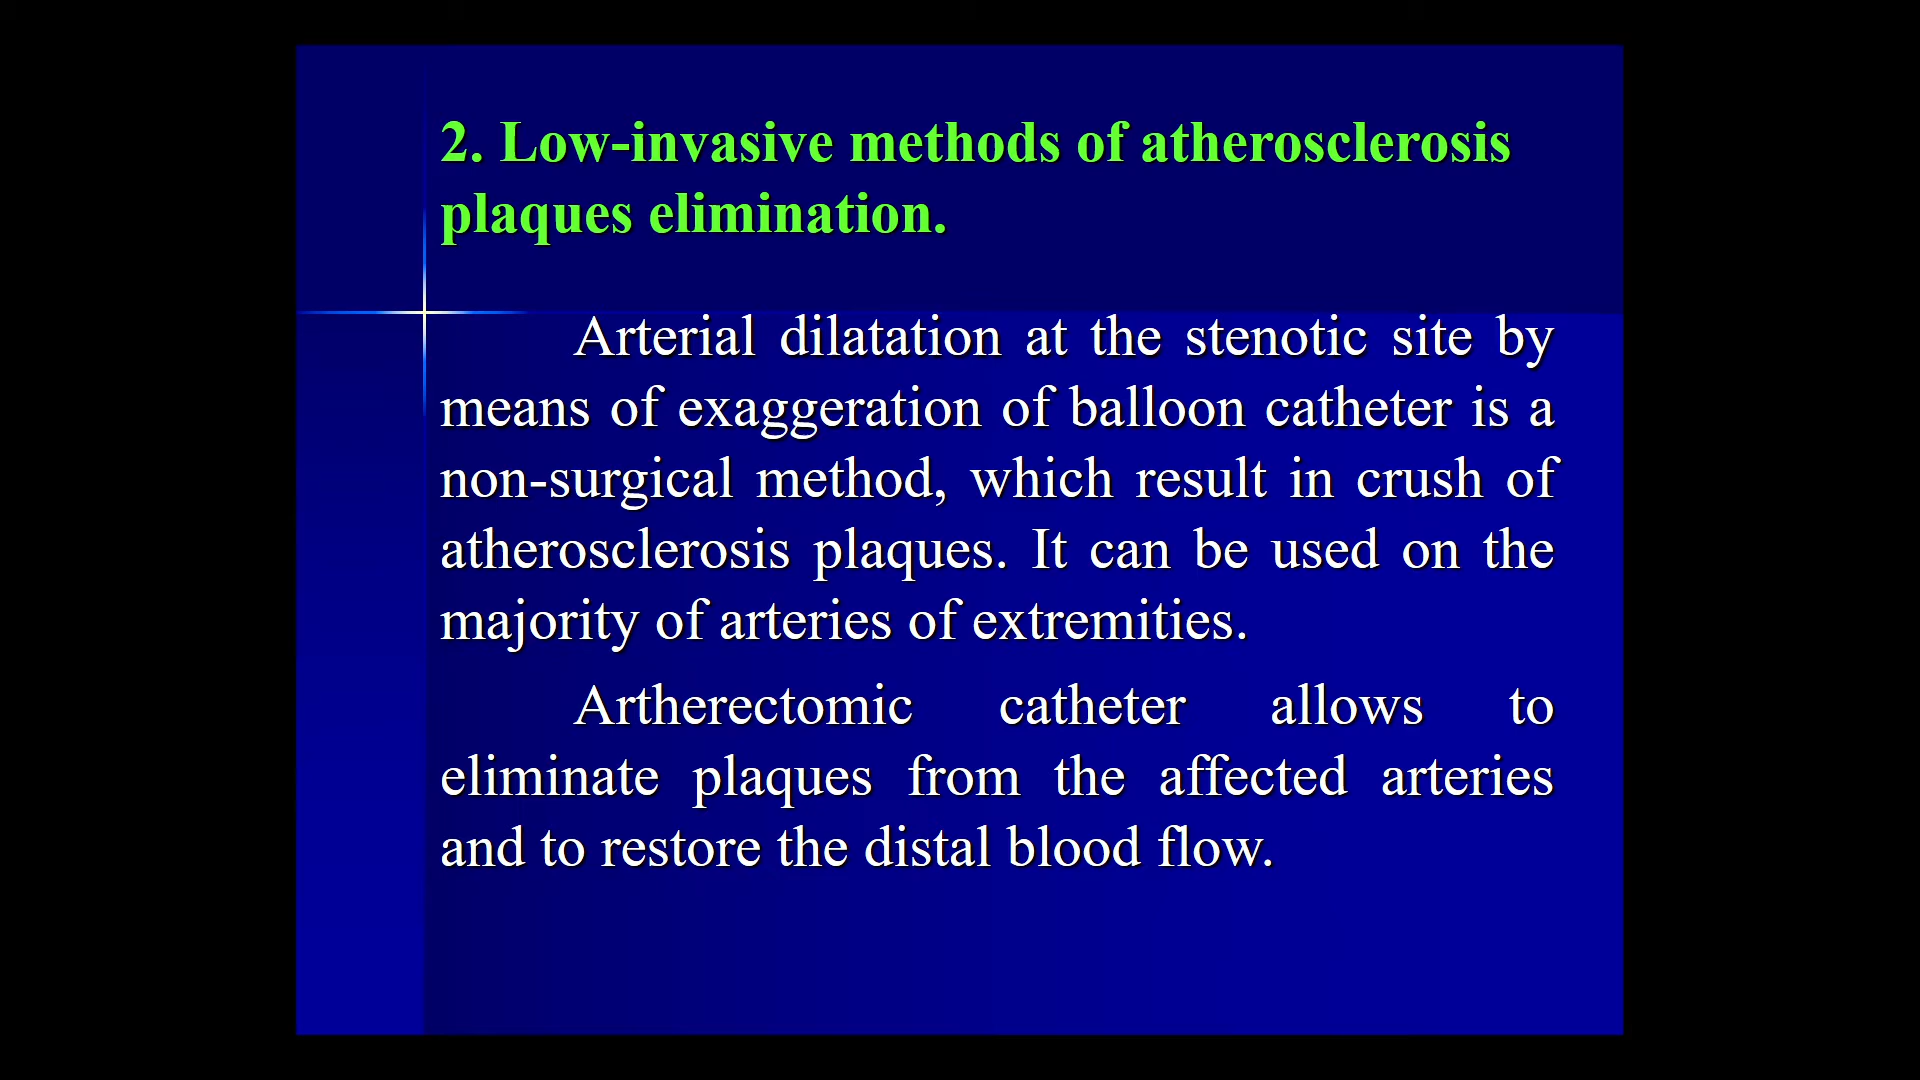 2. Low-invasive methods of atherosclerosis
plaques elimination.
Arterial dilatation at the stenotic site by
means of exaggeration of balloon catheter is a
non-surgical method, which result in crush of
atherosclerosis plaques. It can be used on the
majority of arteries of extremities.
Artherectomic catheter allows to
eliminate plaques from the affected arteries
and to restore the distal blood flow.